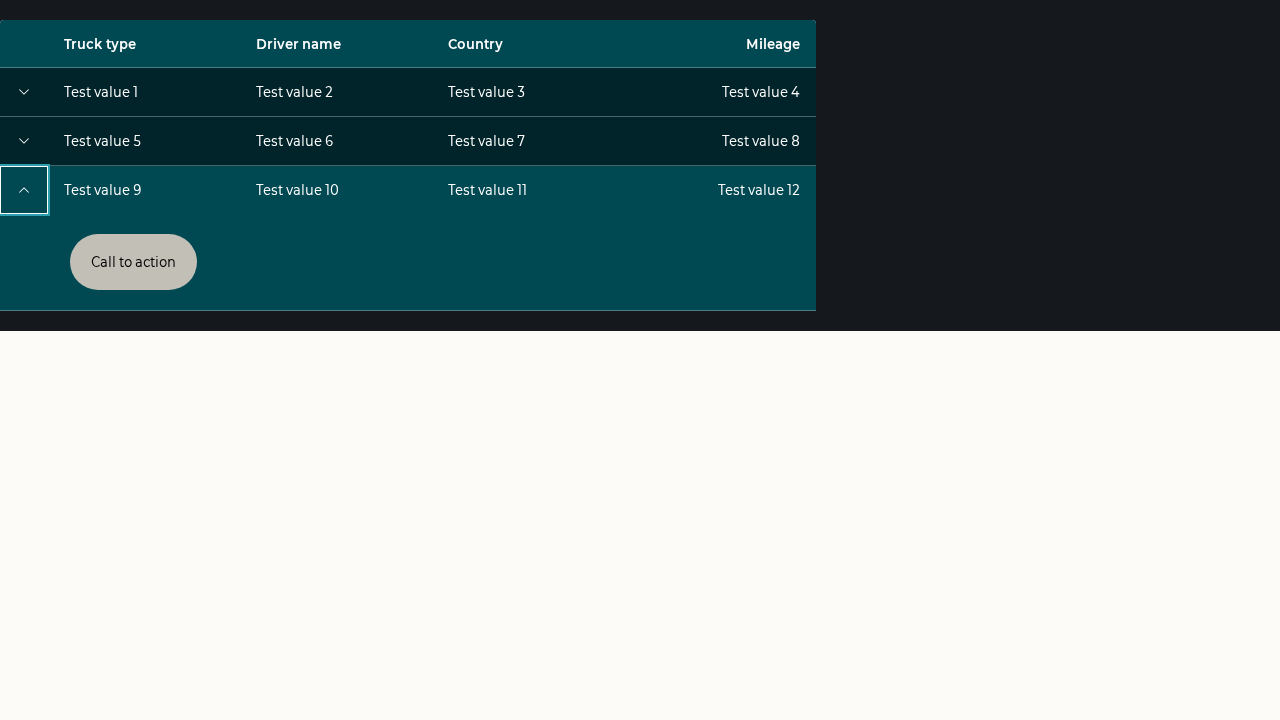 Truck type Driver name Country Mileage
Test value 1 Test value 2 Test value 3 Test value 4
Test value 5 Test value 6 Test value 7 Test value 8
Test value 9 Test value 10 Test value 11 Test value 12
Call to action